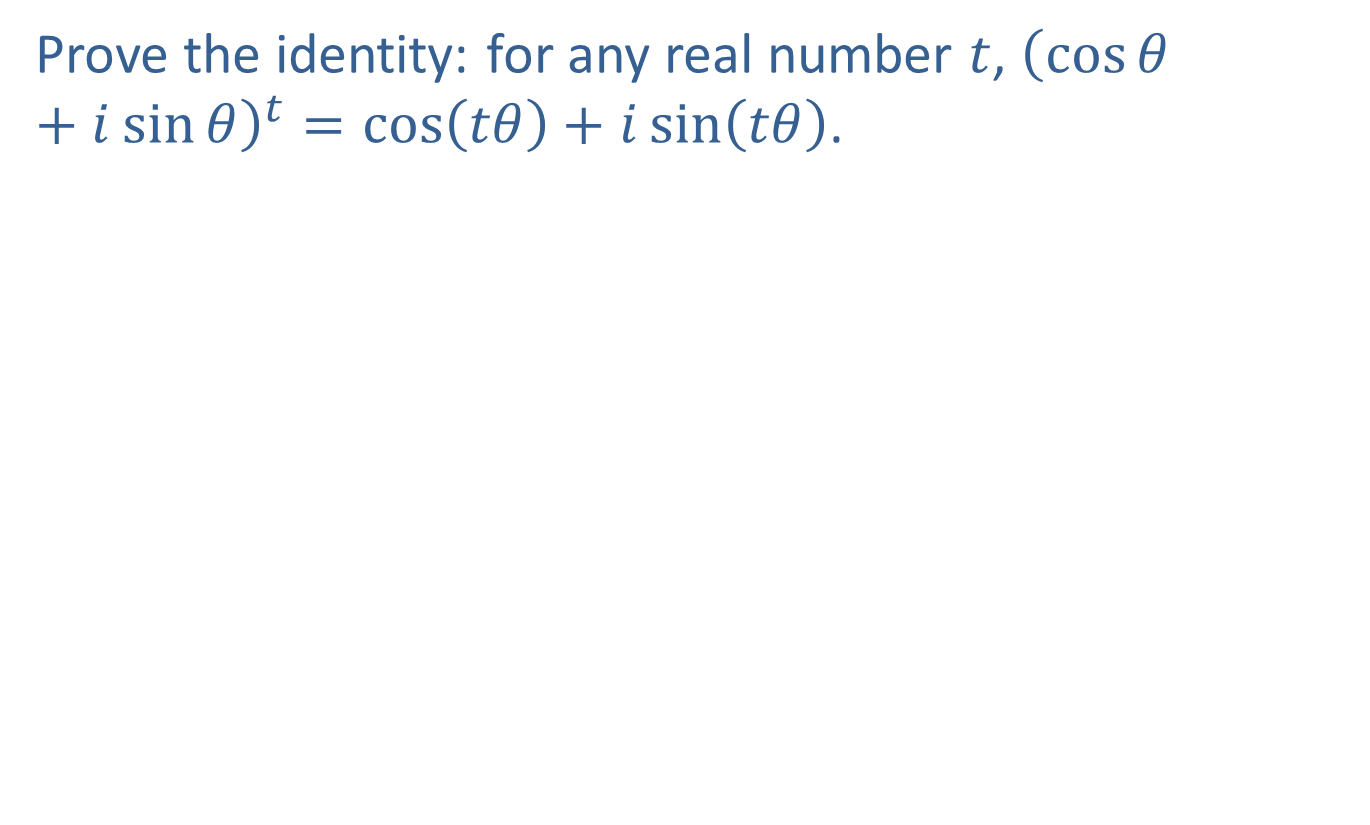 Prove the identity: for any real number 𝑡, (cos 𝜃
+ 𝑖 sin 𝜃)ᵗ = cos(𝑡𝜃) + 𝑖 sin(𝑡𝜃).